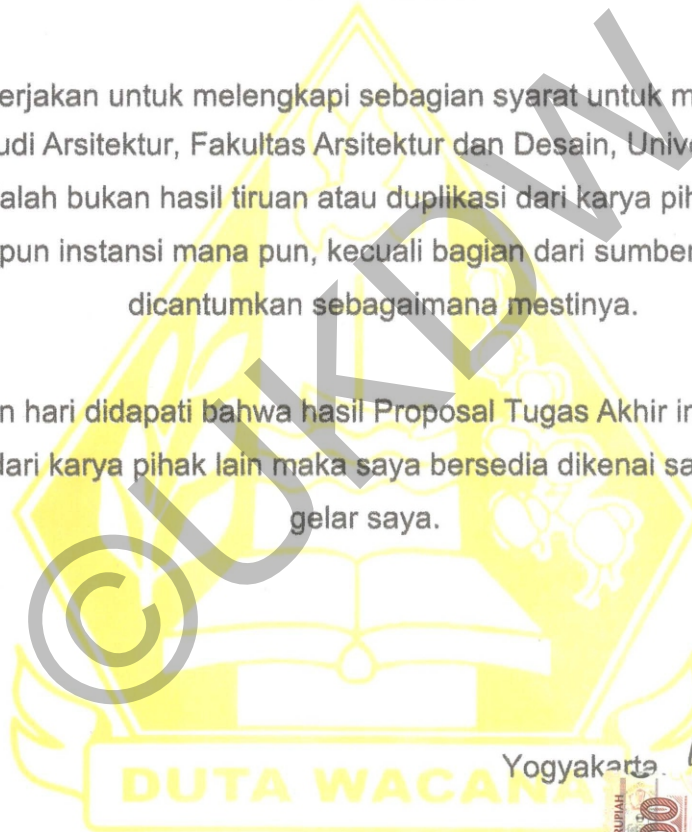 erjakan untuk melengkapi sebagian syarat untuk m
udi Arsitektur, Fakultas Arsitektur dan Desain, Unive
alah bukan hasil tiruan atau duplikasi dari karya pih
pun instansi mana pun, kecuali bagian dari sumber
dicantumkan sebagaimana mestinya.
n hari didapati bahwa hasil Proposal Tugas Akhir in
dari karya pihak lain maka saya bersedia dikenai sa
gelar saya.
©UKDW
Yogyakarta,
DUTA WACANA
RUPIAH